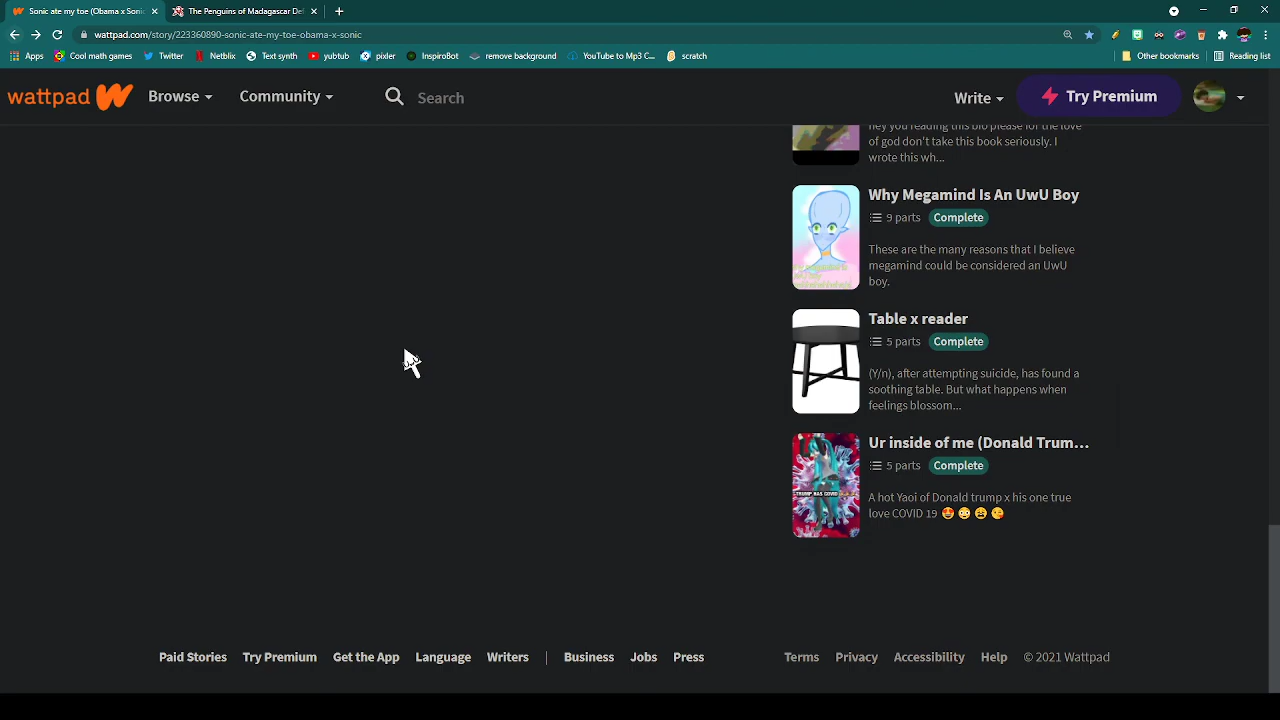 Sonic ate my toe (Obama x Sonic
The Penguins of Madagascar De
wattpad.com/story/223360890-sonic-ate-my-toe-obama-x-sonic
Apps Cool math games Twitter Netblix Text synth yubtub pixler InspiroBot remove background YouTube to Mp3 C... scratch Other bookmarks Reading list
wattpad Browse Community Search Write Try Premium
hey you reading this bio please for the love
of god don't take this book seriously. I
wrote this wh...
Why Megamind Is An UwU Boy
9 parts Complete
These are the many reasons that I believe
megamind could be considered an UwU
boy.
Table x reader
5 parts Complete
(Y/n), after attempting suicide, has found a
soothing table. But what happens when
feelings blossom...
Ur inside of me (Donald Trum...
5 parts Complete
TRUMP HAS COVID
A hot Yaoi of Donald trump x his one true
love COVID 19 😍😳😩😘
Paid Stories Try Premium Get the App Language Writers | Business Jobs Press Terms Privacy Accessibility Help © 2021 Wattpad